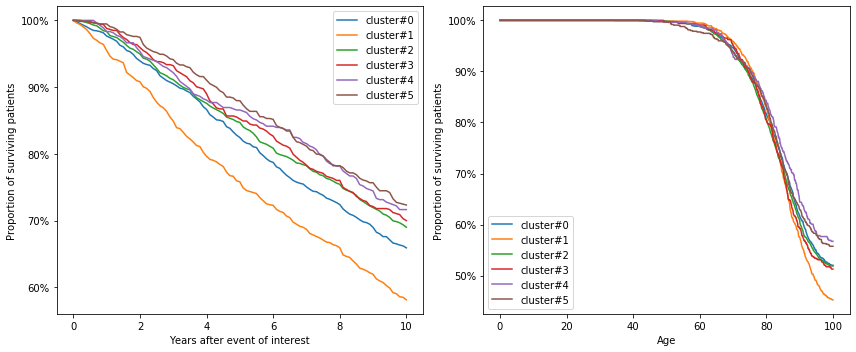 100%
90%
80%
70%
60%
Proportion of surviving patients
0
2
4
6
8
10
Years after event of interest
cluster#0
cluster#1
cluster#2
cluster#3
cluster#4
cluster#5
100%
90%
80%
70%
60%
50%
Proportion of surviving patients
0
20
40
60
80
100
Age
cluster#0
cluster#1
cluster#2
cluster#3
cluster#4
cluster#5